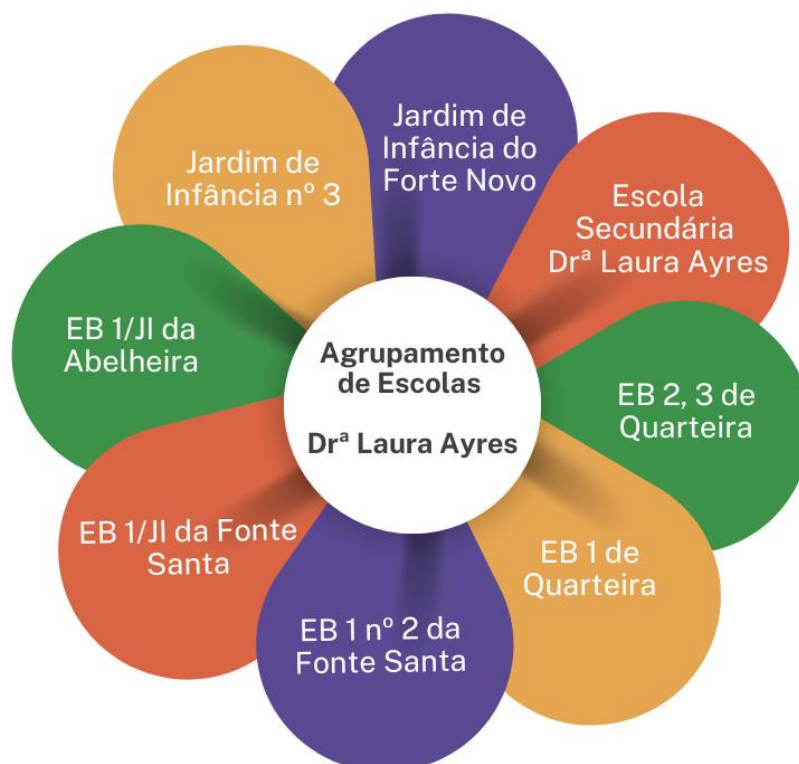 Jardim de
Infância do
Forte Novo
Escola
Secundária
Drª Laura Ayres
EB 2, 3 de
Quarteira
EB 1 de
Quarteira
EB 1 nº 2 da
Fonte Santa
EB 1/JI da Fonte
Santa
EB 1/JI da
Abelheira
Jardim de
Infância nº 3
Agrupamento
de Escolas
Drª Laura Ayres